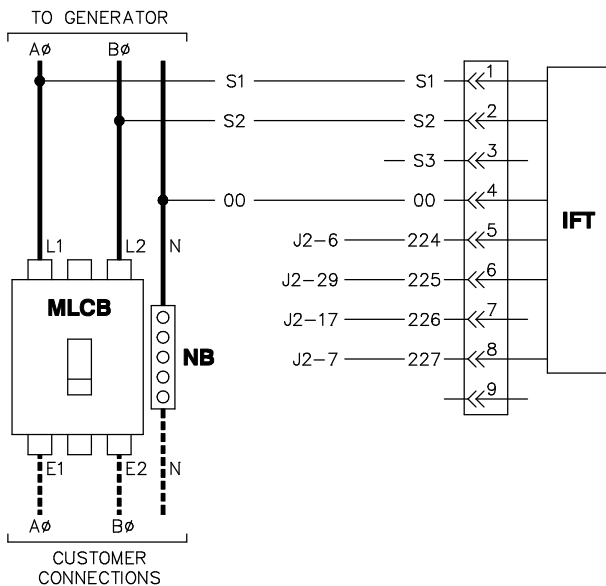 TO GENERATOR
AØ BØ
S1 S1 1
S2 S2 2
S3 3
00 00 4
IFT
J2-6 224 5
L1 L2 N
J2-29 225 6
MLCB
J2-17 226 7
NB
J2-7 227 8
9
E1 E2 N
AØ BØ
CUSTOMER
CONNECTIONS